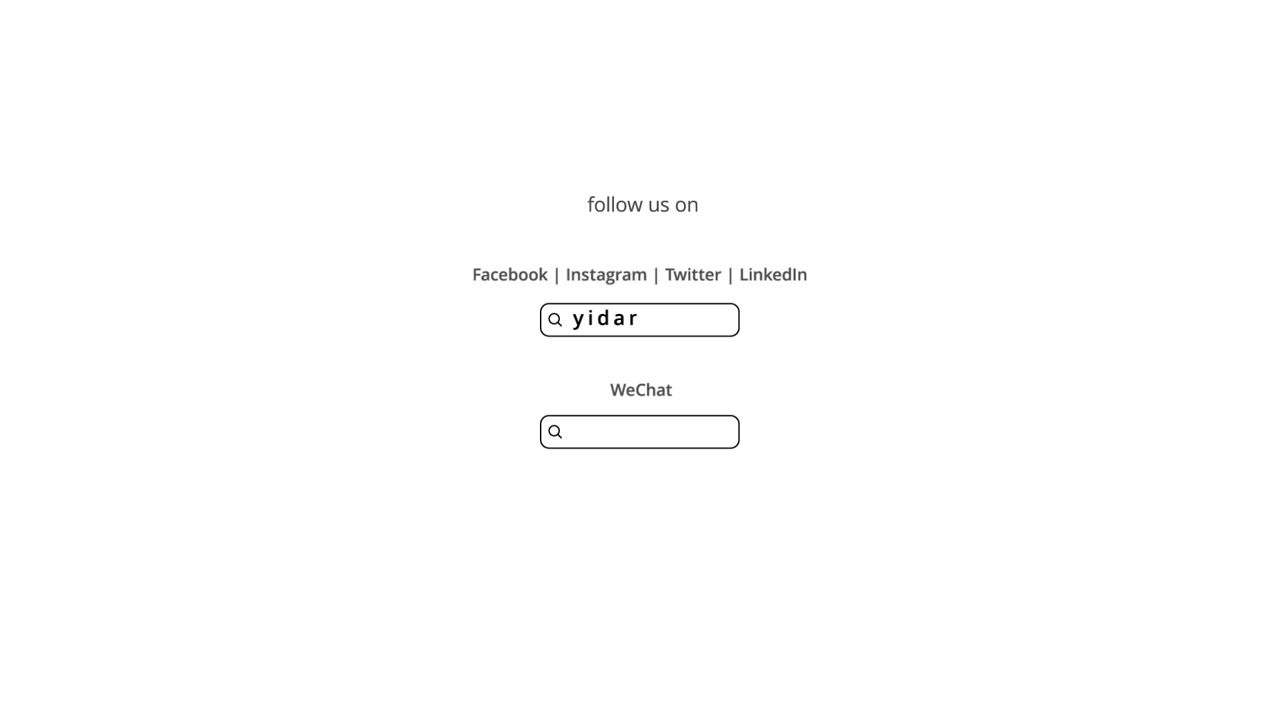 follow us on
Facebook | Instagram | Twitter | LinkedIn
yidar
WeChat